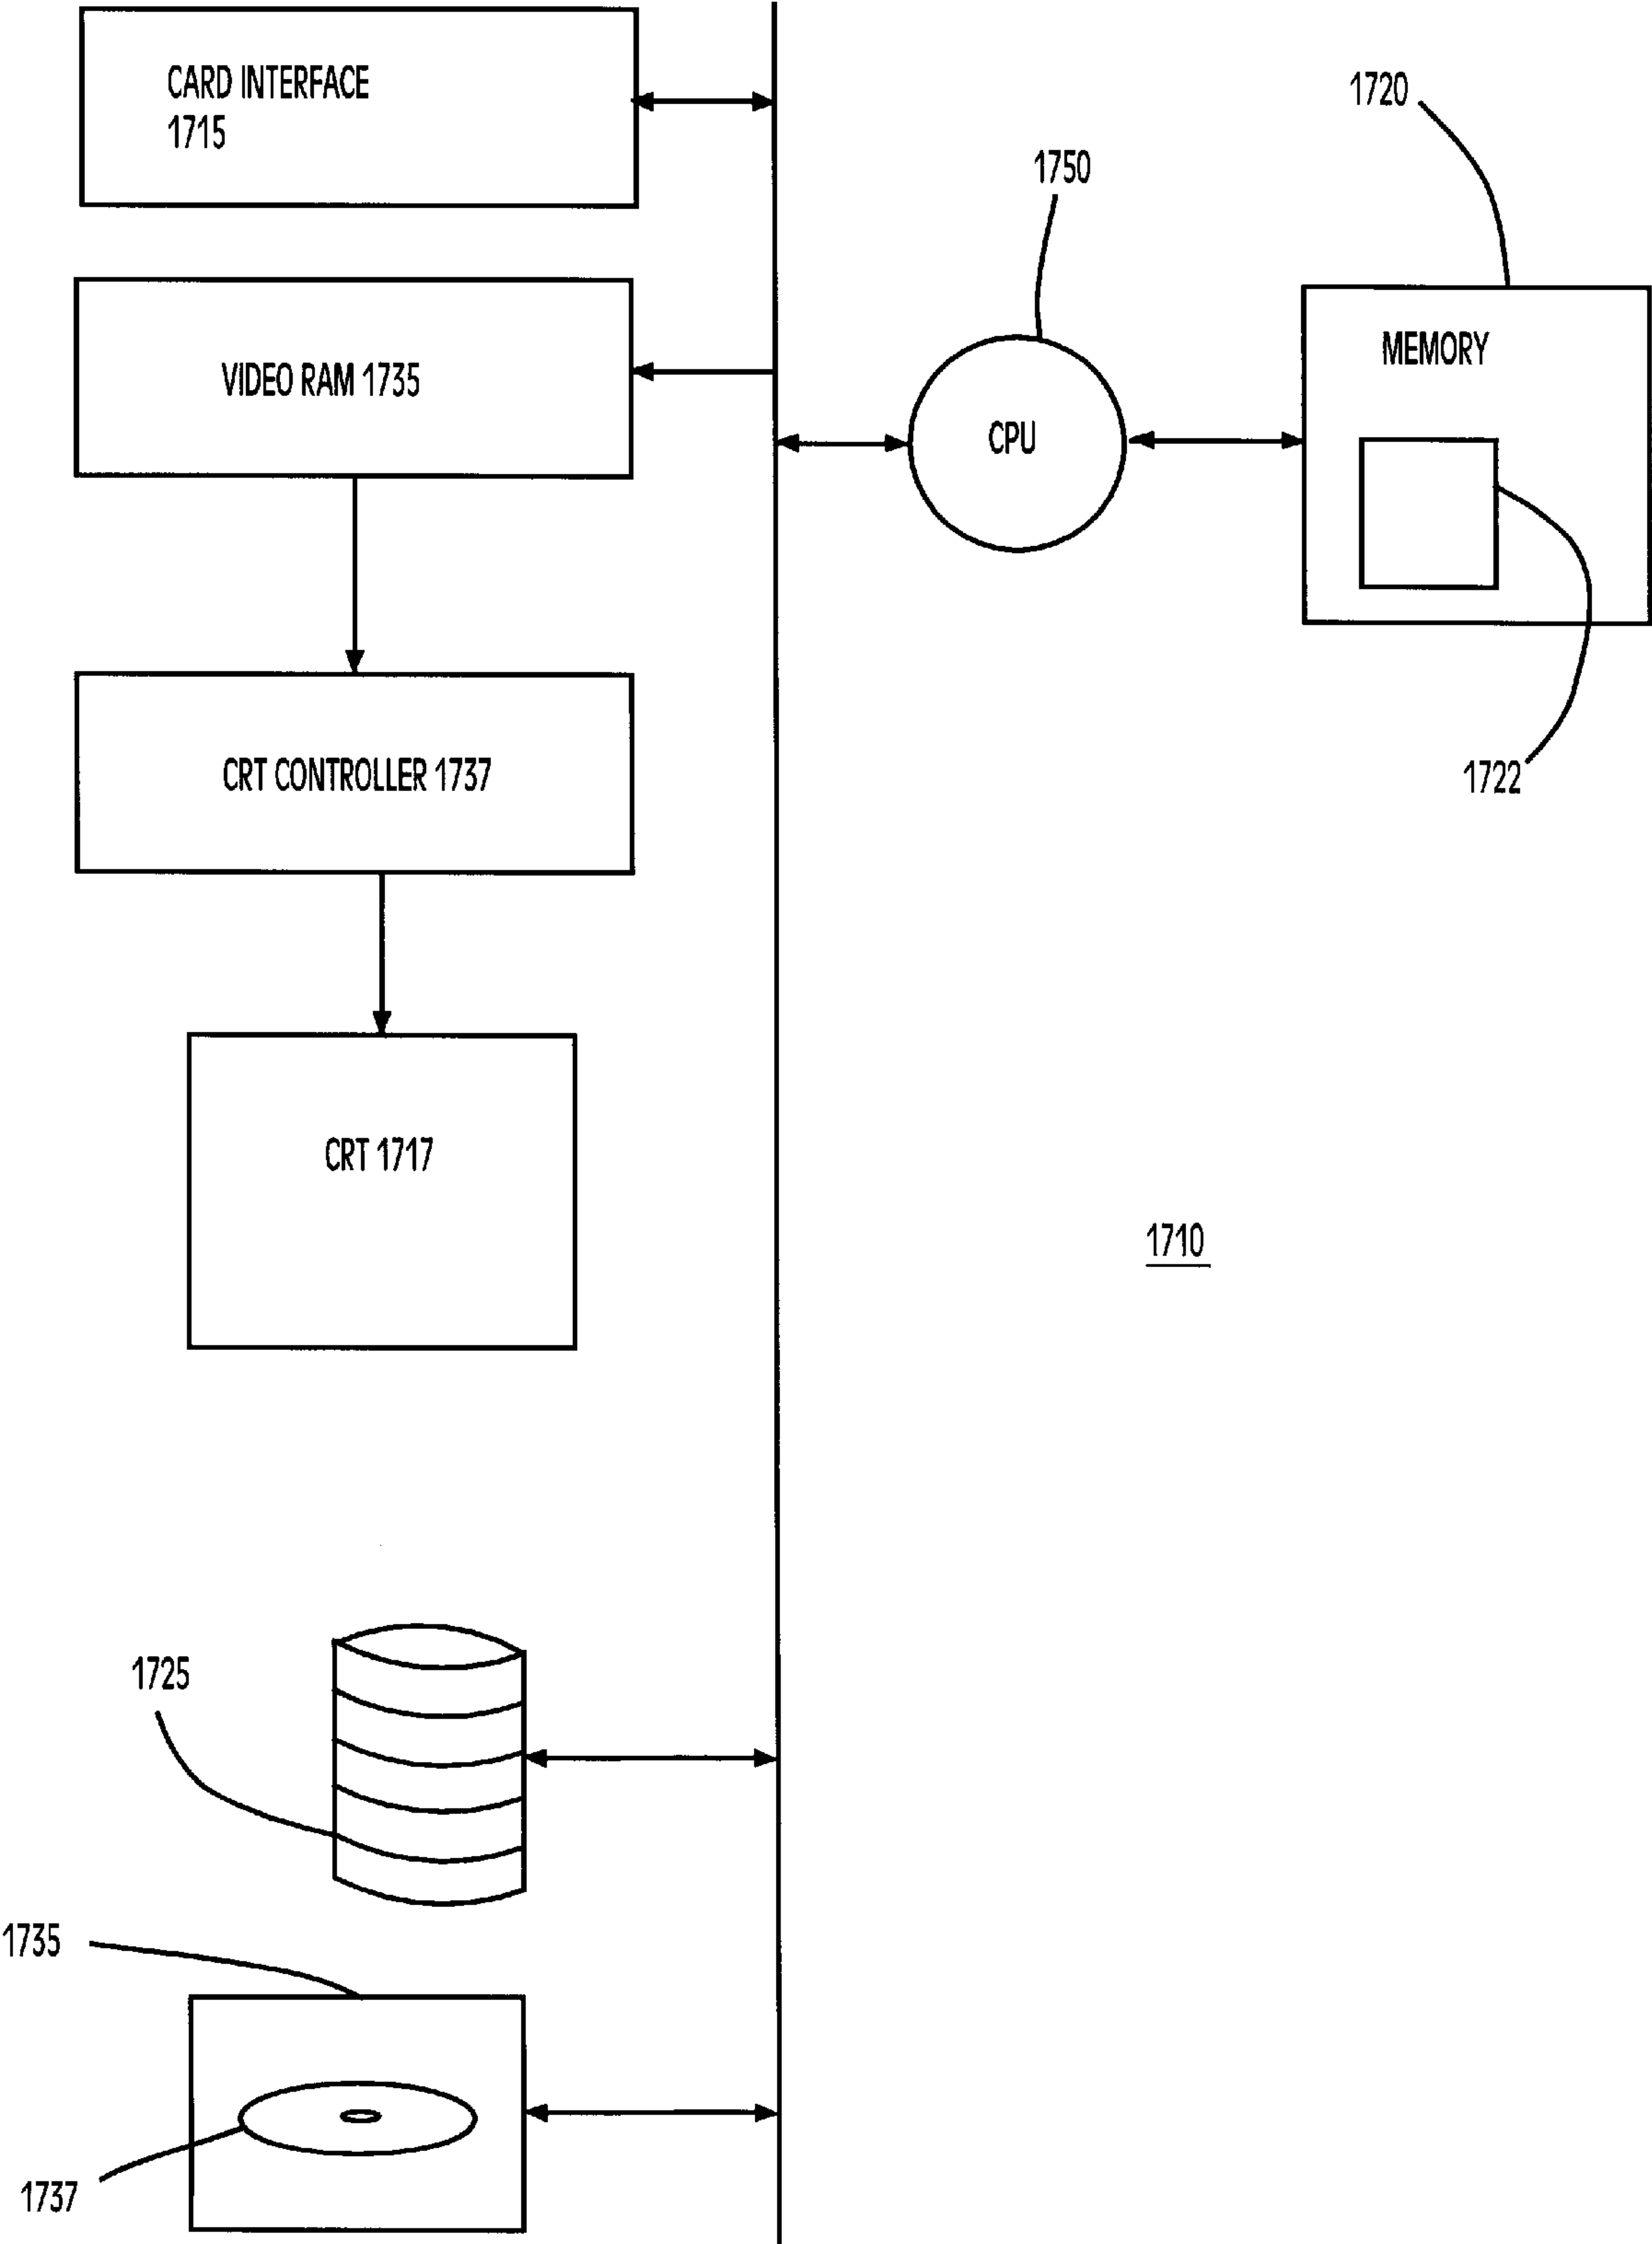 CARD INTERFACE
1715
1720
1750
VIDEO RAM 1735
CPU
MEMORY
1722
CRT CONTROLLER 1737
CRT 1717
1710
1725
1735
1737